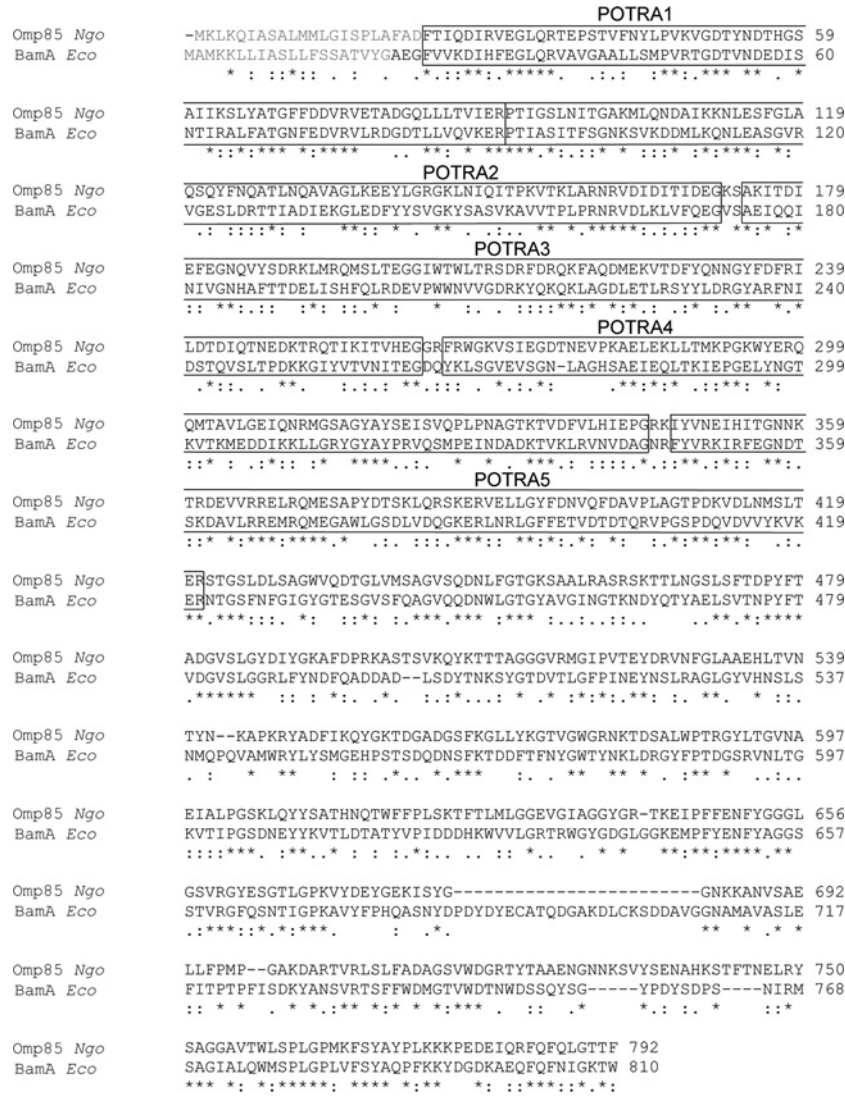 POTRA1
Omp85 Ngo -MKLKQIASALMMLGISPLAFADFTIQDIRVEGLQRTEPSTVFNYLPVKVGDTYNDTHGS 59
BamA Eco MAMKKLLIASLLFSSATVYGAEGFVVKDIHFEGLQRVAVGAALLSMPVRTGDTVNDEDIS 60
* : ::* : . .: *.::**:.*****. .:.: :**:.*** ** . *
AIIKSLYATGFFDDVRVETADGQLLLTVIERPTIGSLNITGAKMLQNDAIKKNLESFGLA 119
Omp85 Ngo
BamA Eco NTIRALFATGNFEDVRVLRDGDTLLVQVKERPTIASITFSGNKSVKDDMLKQNLEASGVR 120
*::*:*** *:**** .. **: * *****.*:.::* * :::* :*:***: *:
POTRA2
Omp85 Ngo QSQYFNQATLNQAVAGLKEEYLGRGKLNIQITPKVTKLARNRVDIDITIDEGKSAKITDI 179
BamA Eco VGESLDRTTIADIEKGLEDFYYSVGKYSASVKAVVTPLPRNRVDLKLVFQEGVSAEIQQI 180
.: ::::*: : **:: * . ** . .:.. ** *.*****:.:.::** **:* :*
POTRA3
Omp85 Ngo EFEGNQVYSDRKLMRQMSLTEGGIWTWLTRSDRFDRQKFAQDMEKVTDFYQNNGYFDFRI 239
BamA Eco NIVGNHAFTTDELISHFQLRDEVPWWNVVGDRKYQKQKLAGDLETLRSYYLDRGYARFNI 240
:: **:.:: :*: ::.* : * :. . ::::**:* *:*.: .:* :.** *.*
POTRA4
Omp85 Ngo LDTDIQTNEDKTRQTIKITVHEGGRFRWGKVSIEGDTNEVPKAELEKLLTMKPGKWYERQ 299
BamA Eco DSTQVSLTPDKKGIYVTVNITEGDQYKLSGVEVSGN-LAGHSAEIEQLTKIEPGELYNGT 299
.*::. . **. :.:.: **.::: . *.:.*: .**:*:* .::**: *:
Omp85 Ngo QMTAVLGEIQNRMGSAGYAYSEISVQPLPNAGTKTVDFVLHIEPGRKIYVNEIHITGNNK 359
BamA Eco KVTKMEDDIKKLLGRYGYAYPRVQSMPEINDADKTVKLRVNVDAGNRFYVRKIRFEGNDT 359
::* : .:*:: :* ****..:. * * . ***.: ::::.*.::**.:*:: **:.
POTRA5
Omp85 Ngo TRDEVVRRELRQMESAPYDTSKLQRSKERVELLGYFDNVQFDAVPLAGTPDKVDLNMSLT 419
BamA Eco SKDAVLRREMRQMEGAWLGSDLVDQGKERLNRLGFFETVDTDTQRVPGSPDQVDVVYKVK 419
::* *:***:****.* .:. :::.***:: **:*:.*: *: :.*:**:**: .:.
Omp85 Ngo ERSTGSLDLSAGWVQDTGLVMSAGVSQDNLFGTGKSAALRASRSKTTLNGSLSFTDPYFT 479
BamA Eco ERNTGSFNFGIGYGTESGVSFQAGVQQDNWLGTGYAVGINGTKNDYQTYAELSVTNPYFT 479
**.***:::. *: ::*: :.***.*** :*** :..:..::.. ..**.*:****
Omp85 Ngo ADGVSLGYDIYGKAFDPRKASTSVKQYKTTTAGGGVRMGIPVTEYDRVNFGLAAEHLTVN 539
BamA Eco VDGVSLGGRLFYNDFQADDAD--LSDYTNKSYGTDVTLGFPINEYNSLRAGLGYVHNSLS 537
.****** :: : *:. .*. :.:*.. : * .* :*:*:.**: :. **. * ::.
Omp85 Ngo TYN--KAPKRYADFIKQYGKTDGADGSFKGLLYKGTVGWGRNKTDSALWPTRGYLTGVNA 597
BamA Eco NMQPQVAMWRYLYSMGEHPSTSDQDNSFKTDDFTFNYGWTYNKLDRGYFPTDGSRVNLTG 597
. : * ** : :: .*.. *.*** :. . ** ** * . :** * ..:..
Omp85 Ngo EIALPGSKLQYYSATHNQTWFFPLSKTFTLMLGGEVGIAGGYGR-TKEIPFFENFYGGGL 656
BamA Eco KVTIPGSDNEYYKVTLDTATYVPIDDDHKWVVLGRTRWGYGDGLGGKEMPFYENFYAGGS 657
::::***. :**..* : : :.*:.. .. :: *.. . * * **:**:****.**
Omp85 Ngo GSVRGYESGTLGPKVYDEYGEKISYG------------------------GNKKANVSAE 692
BamA Eco STVRGFQSNTIGPKAVYFPHQASNYDPDYDYECATQDGAKDLCKSDDAVGGNAMAVASLE 717
.:***::*.*:***. : .*. ** * .* *
Omp85 Ngo LLFPMP--GAKDARTVRLSLFADAGSVWDGRTYTAAENGNNKSVYSENAHKSTFTNELRY 750
BamA Eco FITPTPFISDKYANSVRTSFFWDMGTVWDTNWDSSQYSG-----YPDYSDPS----NIRM 768
:: * * . * *.:** *:* * *:*** . :: .* *.: :. * ::*
Omp85 Ngo SAGGAVTWLSPLGPMKFSYAYPLKKKPEDEIQRFQFQLGTTF 792
BamA Eco SAGIALQWMSPLGPLVFSYAQPFKKYDGDKAEQFQFNIGKTW 810
*** *: *:*****: **** *:** *: ::***::*.*: